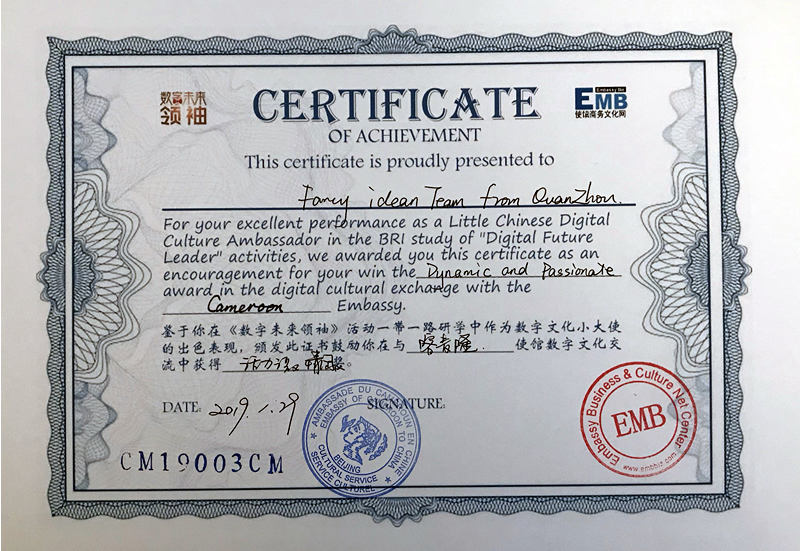 数字未来
领袖
CERTIFICATE
Embassy Biz
EMB
使馆商务文化网
OF ACHIEVEMENT
This certificate is proudly presented to
Fancy idean Team from QuanZhou.
For your excellent performance as a Little Chinese Digital
Culture Ambassador in the BRI study of "Digital Future
Leader" activities, we awarded you this certificate as an
encouragement for your win the Dynamic and Passionate
award in the digital cultural exchange with the
Cameroon Embassy.
鉴于你在《数字未来领袖》活动一带一路研学中作为数字文化小大使
的出色表现，颁发此证书鼓励你在与 喀麦隆. 使馆数字文化交
流中获得 活力 奖。
DATE: 2019.1.29 SIGNATURE:
CM19003CM
AMBASSADE DU CAMEROUN EN CHINE
EMBASSY OF CAMEROON TO CHINA
BEIJING
CULTURAL SERVICE
SERVICE CULTUREL
Embassy Business & Culture Net Center
EMB